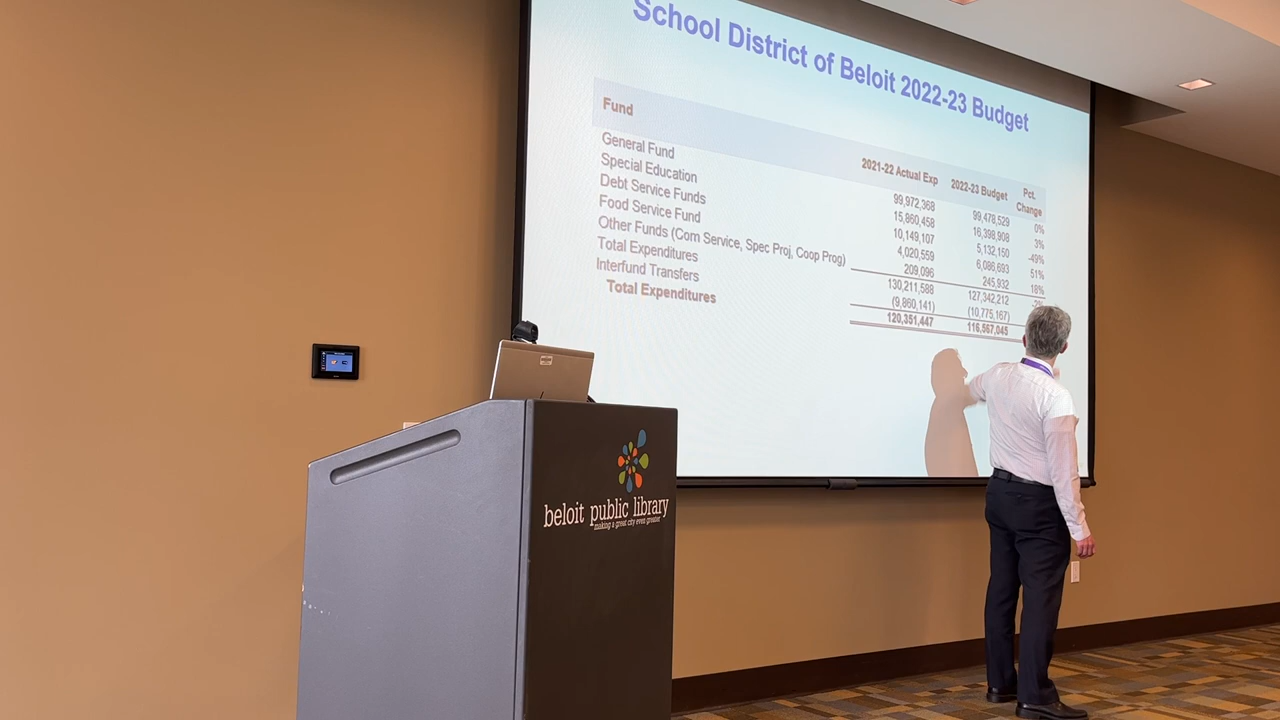 School District of Beloit 2022-23 Budget
Fund 2021-22 Actual Exp 2022-23 Budget Pct. Change
General Fund 99,972,368 99,478,529 0%
Special Education 15,860,458 16,398,908 3%
Debt Service Funds 10,149,107 5,132,150 -49%
Food Service Fund 4,020,559 6,086,693 51%
Other Funds (Com Service, Spec Proj, Coop Prog) 209,096 245,932 18%
Total Expenditures 130,211,588 127,342,212 -2%
Interfund Transfers (9,860,141) (10,775,167)
Total Expenditures 120,351,447 116,567,045
beloit public library
making a great city even greater